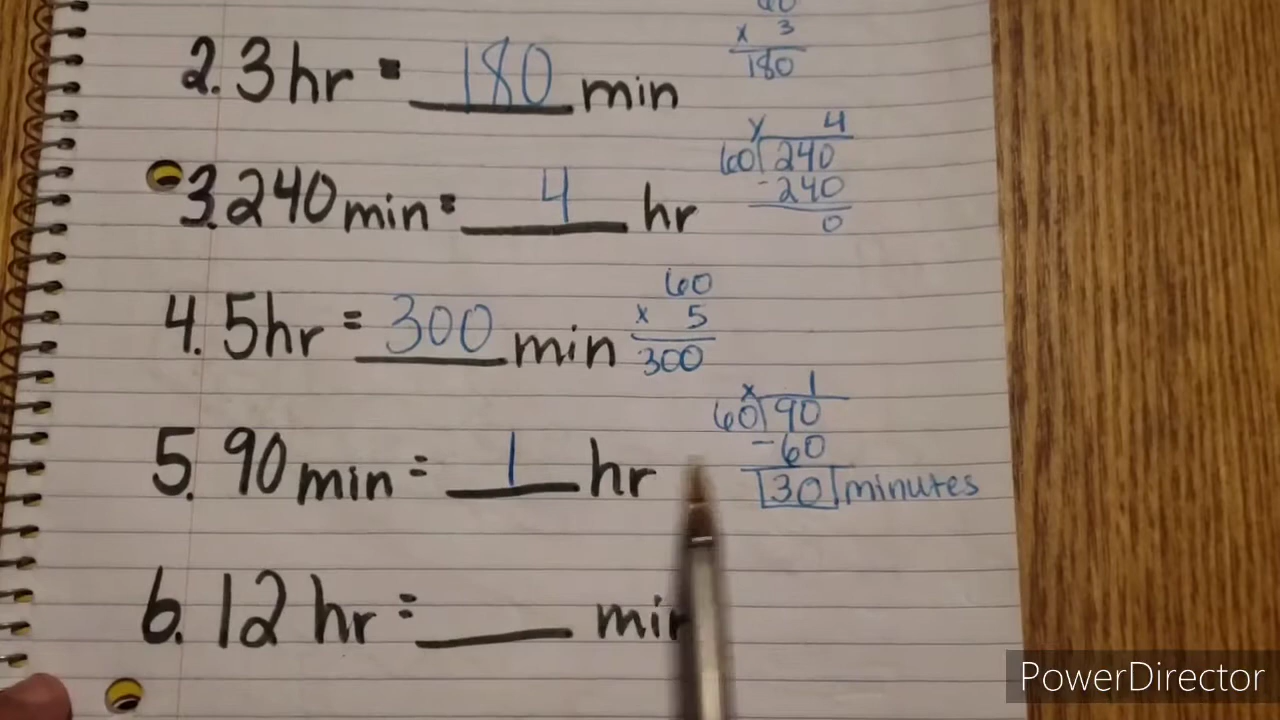 2. 3 hr = 180 min
x 3
180
3. 240 min = 4 hr
x 4
60 240
- 240
0
4. 5 hr = 300 min
60
x 5
300
5. 90 min = 1 hr
x 1
60 90
- 60
30 minutes
6. 12 hr = ___
PowerDirector